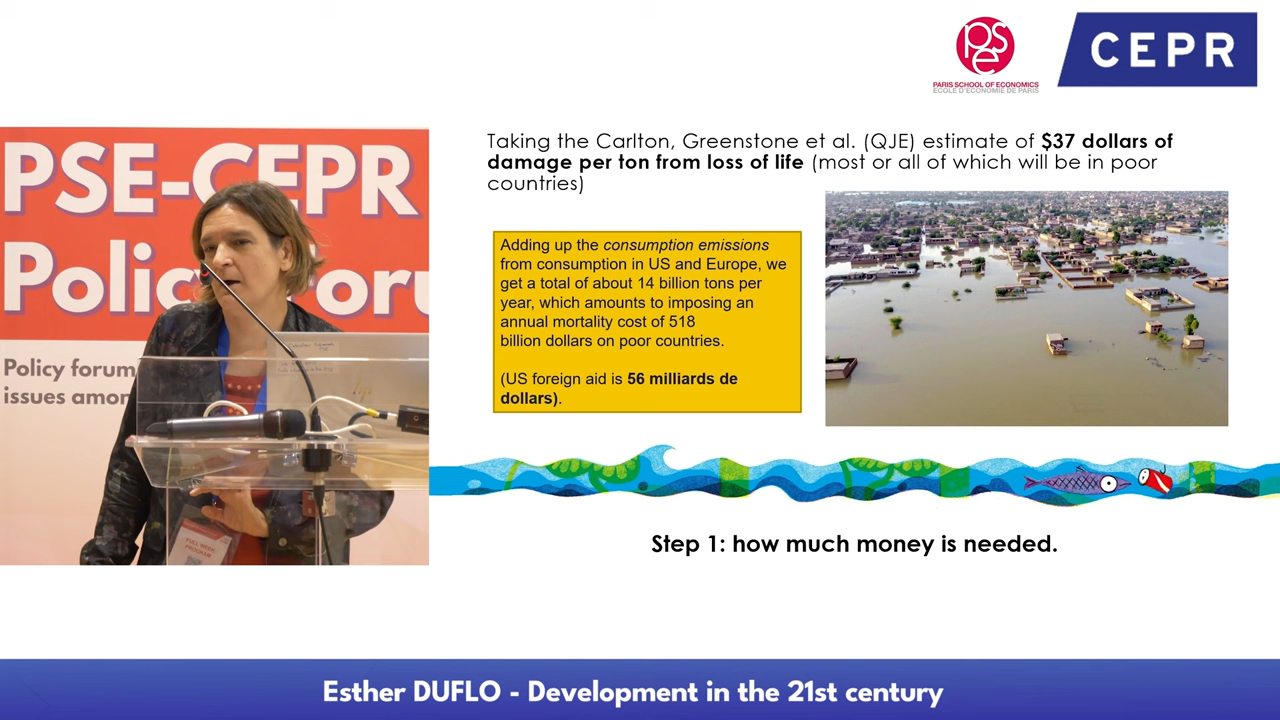 PARIS SCHOOL OF ECONOMICS
ÉCOLE D'ÉCONOMIE DE PARIS
CEPR
PSE-CEPR
Policy Foru
Policy forum
issues amon
FULL WEEK
PROGRAM
Taking the Carlton, Greenstone et al. (QJE) estimate of $37 dollars of
damage per ton from loss of life (most or all of which will be in poor
countries)
Adding up the consumption emissions
from consumption in US and Europe, we
get a total of about 14 billion tons per
year, which amounts to imposing an
annual mortality cost of 518
billion dollars on poor countries.
(US foreign aid is 56 milliards de
dollars).
Step 1: how much money is needed.
Esther DUFLO - Development in the 21st century